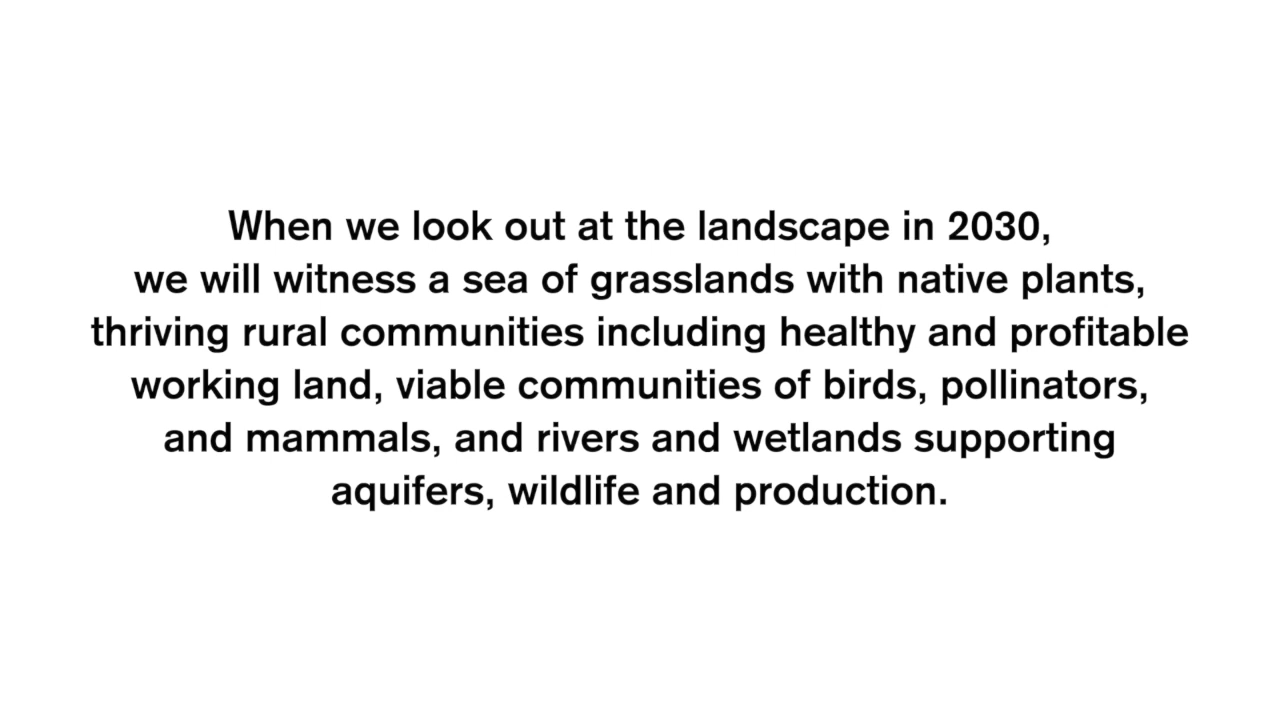 When we look out at the landscape in 2030,
we will witness a sea of grasslands with native plants,
thriving rural communities including healthy and profitable
working land, viable communities of birds, pollinators,
and mammals, and rivers and wetlands supporting
aquifers, wildlife and production.